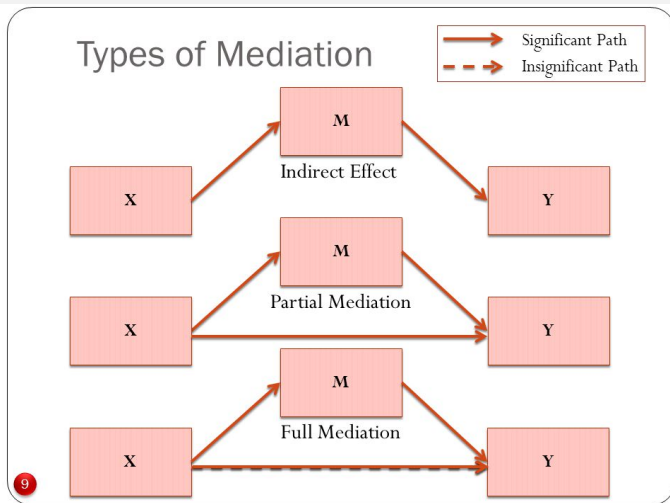 Types of Mediation
Significant Path
Insignificant Path
M
Indirect Effect
X
Y
M
Partial Mediation
X
Y
M
Full Mediation
X
Y
9